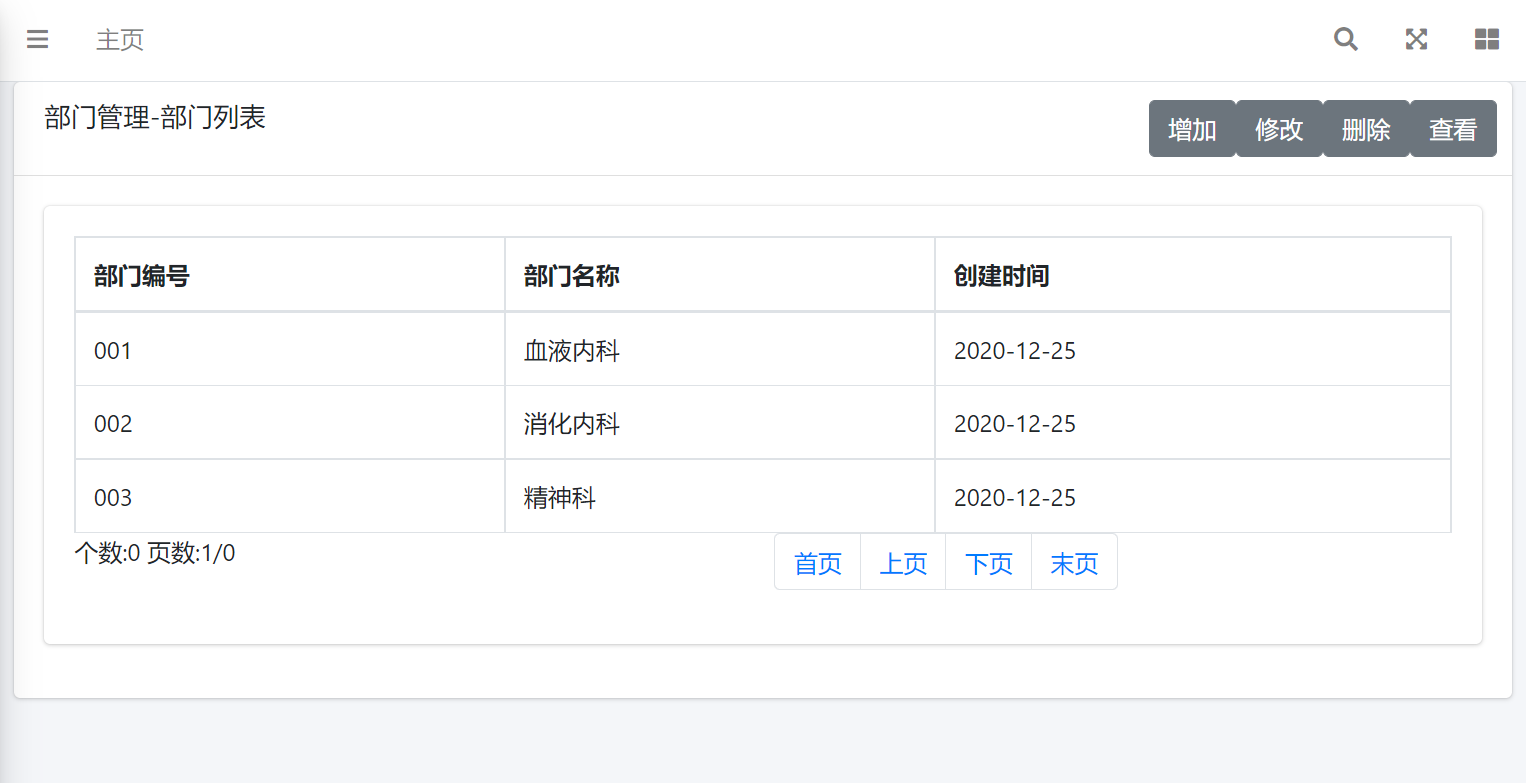 主页
部门管理-部门列表
增加 修改 删除 查看
部门编号 部门名称 创建时间
001 血液内科 2020-12-25
002 消化内科 2020-12-25
003 精神科 2020-12-25
个数:0 页数:1/0
首页 上页 下页 末页